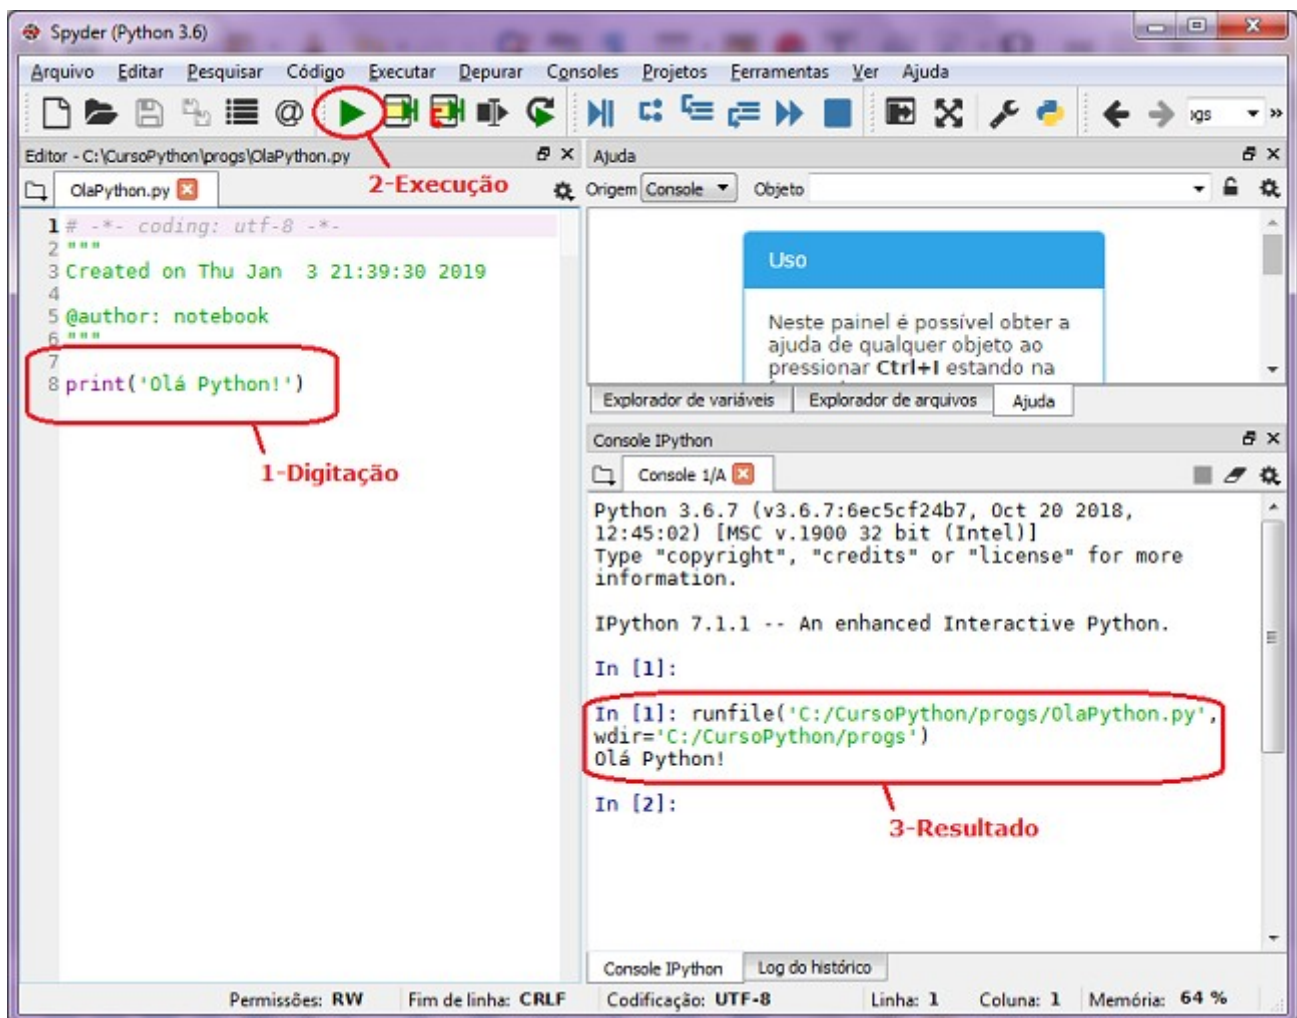 Spyder (Python 3.6)
Arquivo Editar Pesquisar Código Executar Depurar Consoles Projetos Ferramentas Ver Ajuda
@ ›gs »
Editor - C:\CursoPython\progs\OlaPython.py
OlaPython.py
2-Execução
1 # -*- coding: utf-8 -*-
2 """
3 Created on Thu Jan  3 21:39:30 2019
4
5 @author: notebook
6 """
7
8 print('Olá Python!')
1-Digitação
Ajuda
Origem Console Objeto
Uso
Neste painel é possível obter a
ajuda de qualquer objeto ao
pressionar Ctrl+I estando na
Explorador de variáveis Explorador de arquivos Ajuda
Console IPython
Console 1/A
Python 3.6.7 (v3.6.7:6ec5cf24b7, Oct 20 2018,
12:45:02) [MSC v.1900 32 bit (Intel)]
Type "copyright", "credits" or "license" for more
information.
IPython 7.1.1 -- An enhanced Interactive Python.
In [1]:
In [1]: runfile('C:/CursoPython/progs/OlaPython.py',
wdir='C:/CursoPython/progs')
Olá Python!
In [2]:
3-Resultado
Console IPython Log do histórico
Permissões: RW Fim de linha: CRLF Codificação: UTF-8 Linha: 1 Coluna: 1 Memória: 64 %